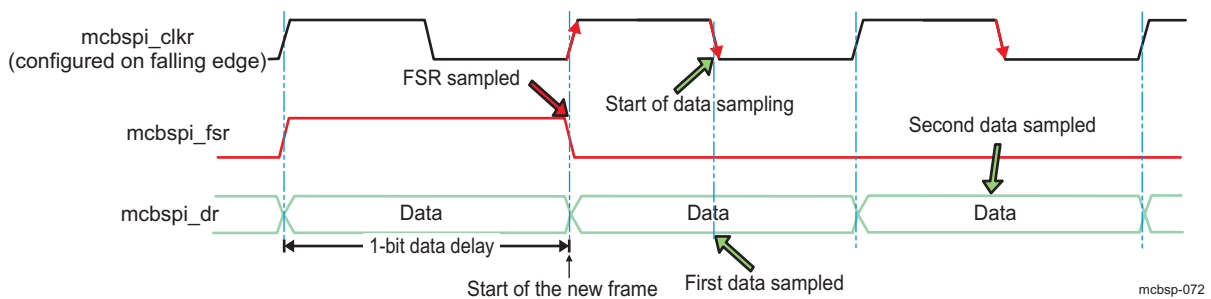 mcbspi_clkr
(configured on falling edge)
FSR sampled
Start of data sampling
mcbspi_fsr
Second data sampled
mcbspi_dr
Data
Data
Data
1-bit data delay
Start of the new frame
First data sampled
mcbsp-072